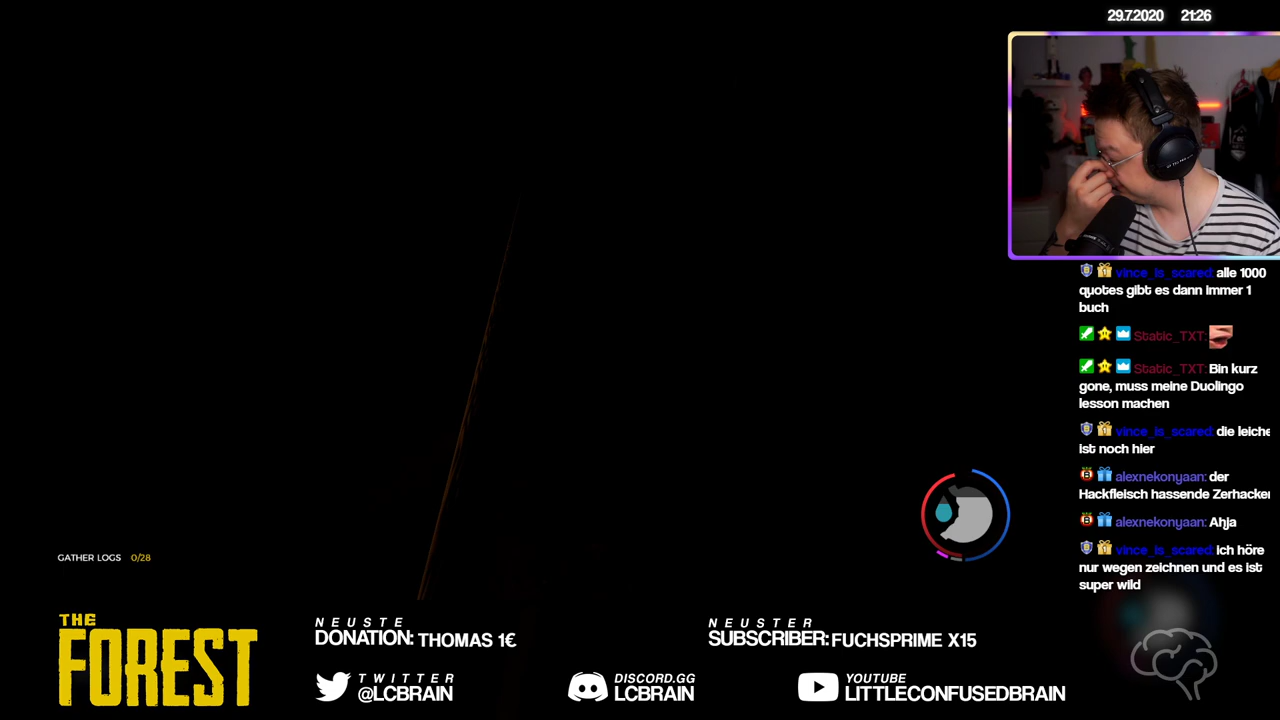 29.7.2020 21:26
vince_is_scared: alle 1000
quotes gibt es dann immer 1
buch
Static_TXT:
Static_TXT: Bin kurz
gone, muss meine Duolingo
lesson machen
vince_is_scared: die leiche
ist noch hier
alexnekonyaan: der
Hackfleisch hassende Zerhacker
alexnekonyaan: Ahja
vince_is_scared: Ich höre
nur wegen zeichnen und es ist
super wild
GATHER LOGS 0/28
THE
FOREST
NEUSTE
DONATION: THOMAS 1€
NEUSTER
SUBSCRIBER: FUCHSPRIME X15
TWITTER
@LCBRAIN
DISCORD.GG
LCBRAIN
YOUTUBE
LITTLECONFUSEDBRAIN